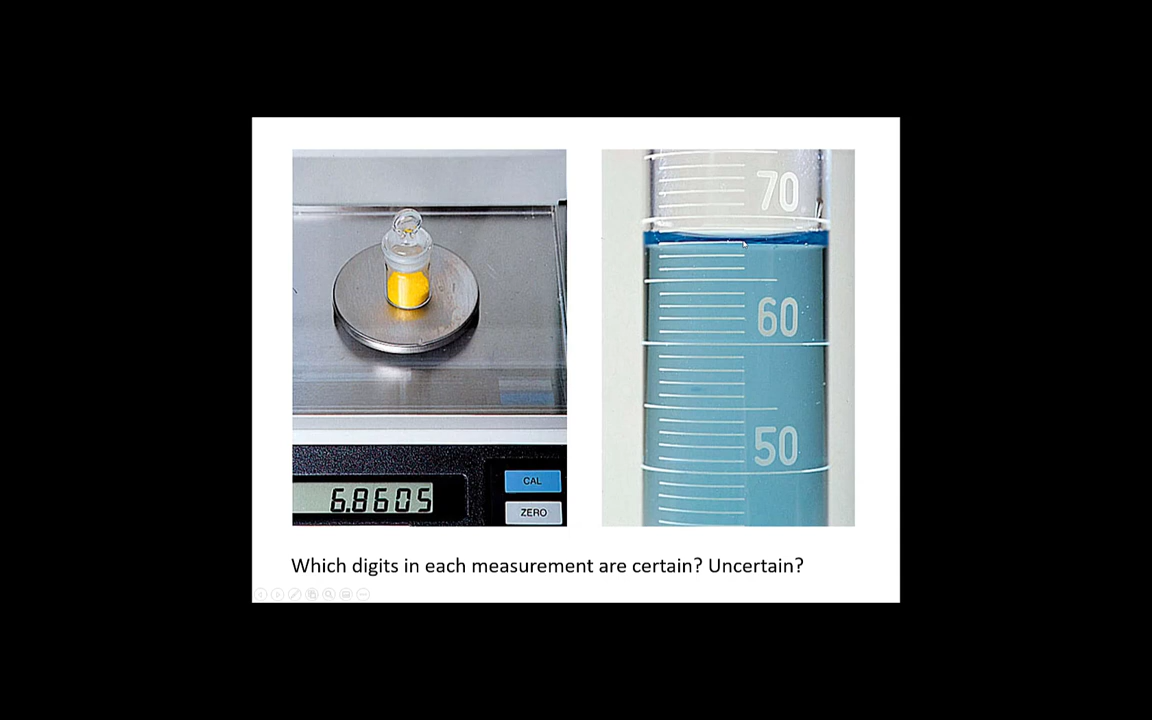 70
60
50
CAL
6.8605
ZERO
Which digits in each measurement are certain? Uncertain?